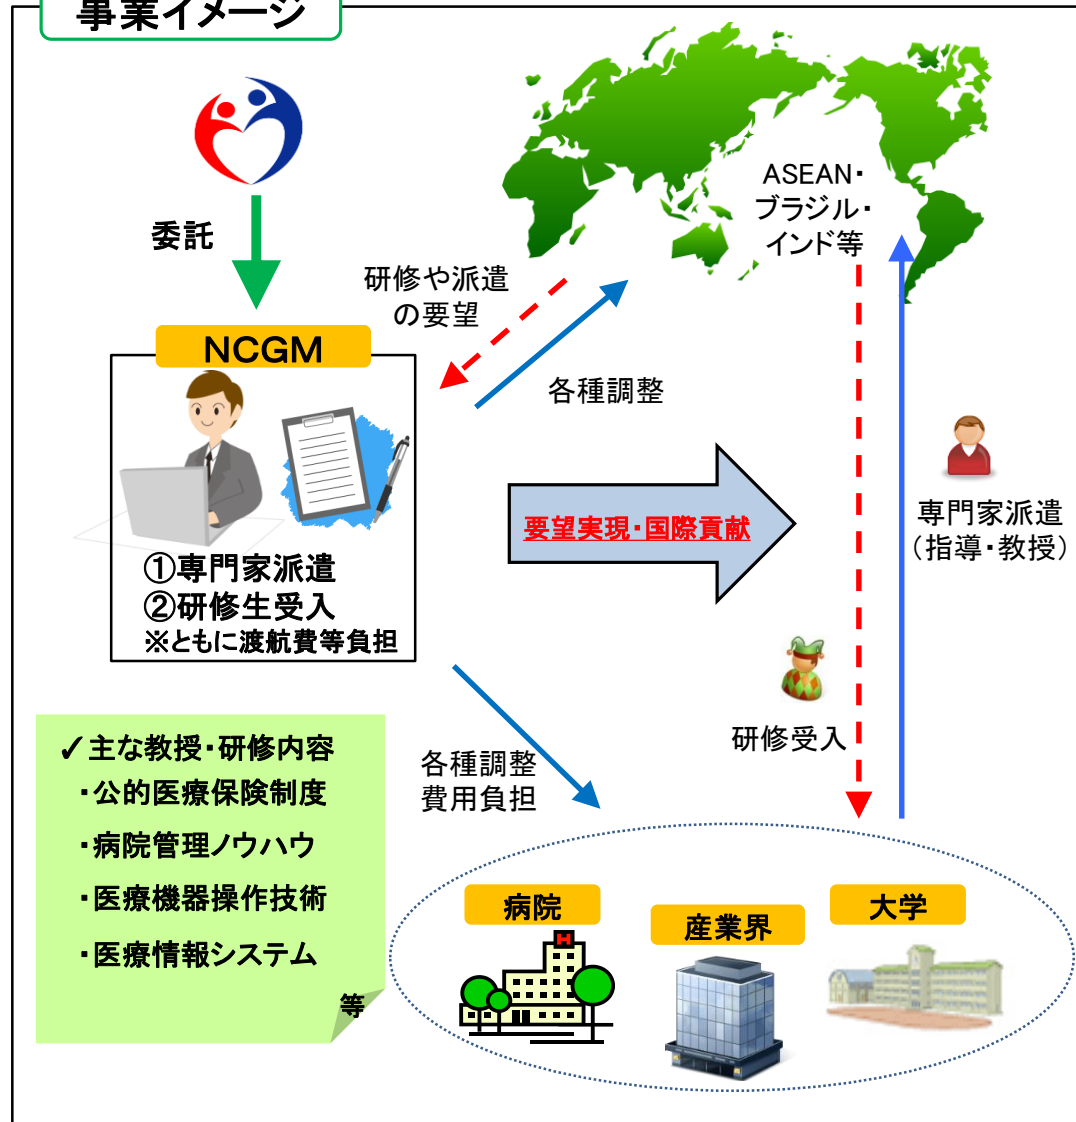 事業イメージ
委託
ASEAN・
ブラジル・
インド等
研修や派遣
の要望
各種調整
NCGM
①専門家派遣
②研修生受入
※ともに渡航費等負担
要望実現・国際貢献
専門家派遣
（指導・教授）
研修受入
各種調整
費用負担
✓主な教授・研修内容
・公的医療保険制度
・病院管理ノウハウ
・医療機器操作技術
・医療情報システム
等
病院
産業界
大学
H